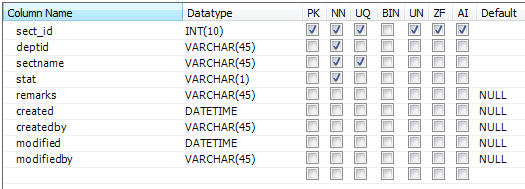 Column Name Datatype PK NN UQ BIN UN ZF AI Default
sect_id INT(10)
deptid VARCHAR(45)
sectname VARCHAR(45)
stat VARCHAR(1)
remarks VARCHAR(45) NULL
created DATETIME NULL
createdby VARCHAR(45) NULL
modified DATETIME NULL
modifiedby VARCHAR(45) NULL